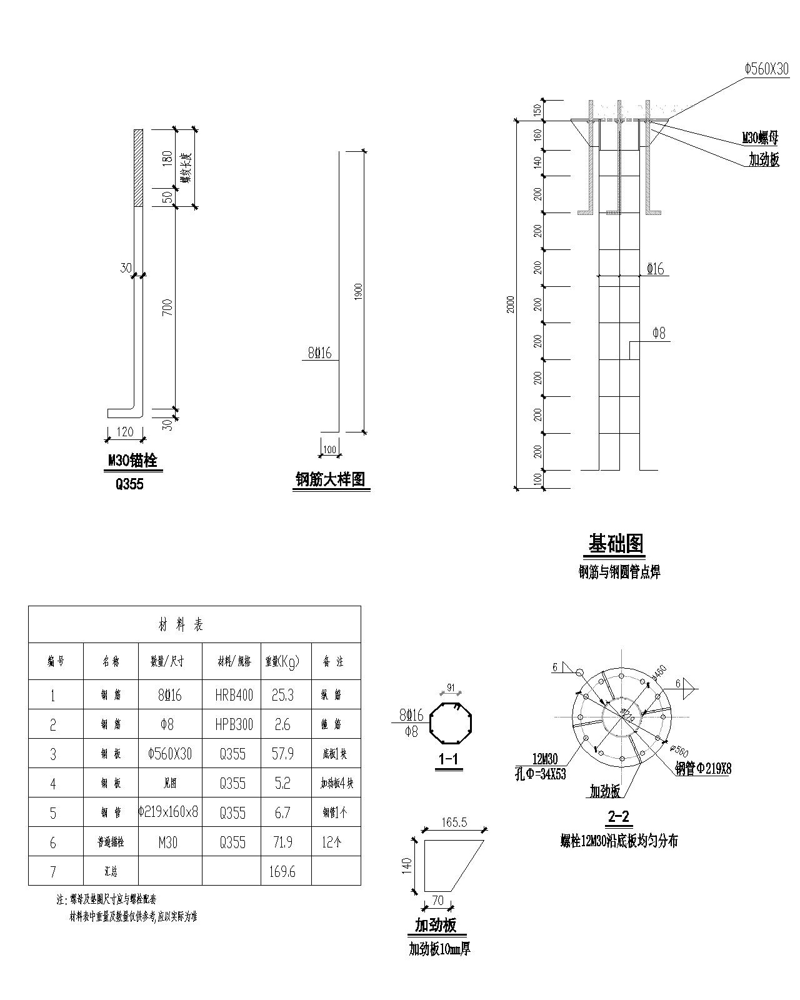 Φ560X30
M30螺母
加劲板
150
160
140
200
200
200
200
200
200
200
200
100
2000
Φ16
Φ8
基础图
钢筋与钢圆管点焊
180
50
螺纹长度
30
700
30
120
M30锚栓
Q355
1900
8Φ16
100
钢筋大样图
材 料 表
编 号 名 称 数量/尺寸 材料/规格 重量(Kg) 备 注
1 钢 筋 8Φ16 HRB400 25.3 纵 筋
2 钢 筋 Φ8 HPB300 2.6 箍 筋
3 钢 板 Φ560X30 Q355 57.9 底板1块
4 钢 板 见图 Q355 5.2 加劲板4块
5 钢 管 Φ219x160x8 Q355 6.7 钢管1个
6 普通锚栓 M30 Q355 71.9 12个
7 汇总 169.6
注: 螺母及垫圈尺寸应与螺栓配套
材料表中重量及数量仅供参考,应以实际为准
91
8Φ16
Φ8
1-1
6
Φ460
6
Φ219
Φ560
12M30
孔Φ=34X53
钢管Φ219X8
加劲板
2-2
螺栓12M30沿底板均匀分布
165.5
140
70
加劲板
加劲板10mm厚